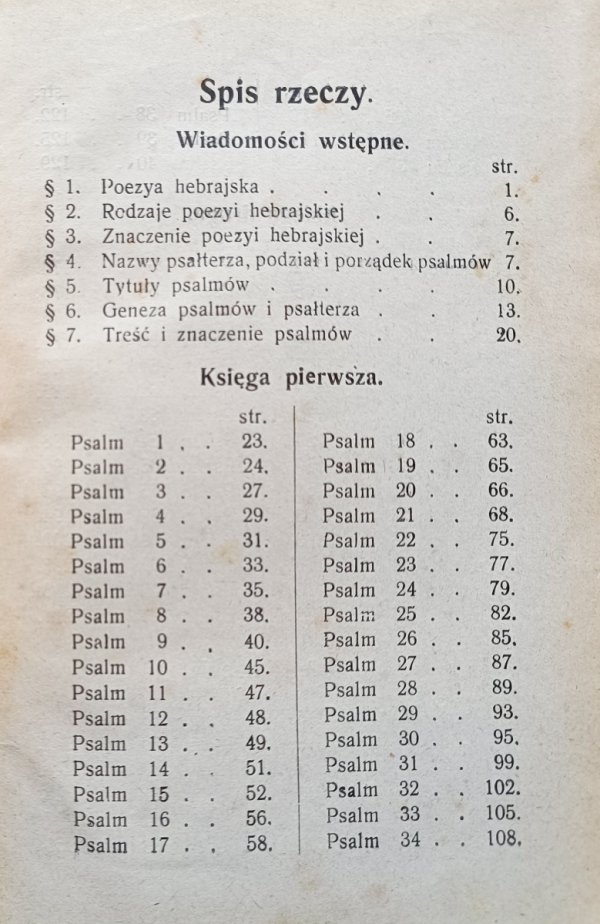 Spis rzeczy.
Wiadomości wstępne.
str.
§ 1. Poezya hebrajska . . . . 1.
§ 2. Rodzaje poezyi hebrajskiej . . 6.
§ 3. Znaczenie poezyi hebrajskiej . . 7.
§ 4. Nazwy psałterza, podział i porządek psalmów 7.
§ 5. Tytuły psalmów . . . . 10.
§ 6. Geneza psalmów i psałterza . . 13.
§ 7. Treść i znaczenie psalmów . . 20.
Księga pierwsza.
str.
Psalm 1 . . 23.
Psalm 2 . . 24.
Psalm 3 . . 27.
Psalm 4 . . 29.
Psalm 5 . . 31.
Psalm 6 . . 33.
Psalm 7 . . 35.
Psalm 8 . . 38.
Psalm 9 . . 40.
Psalm 10 . . 45.
Psalm 11 . . 47.
Psalm 12 . . 48.
Psalm 13 . . 49.
Psalm 14 . . 51.
Psalm 15 . . 52.
Psalm 16 . . 56.
Psalm 17 . . 58.
str.
Psalm 18 . . 63.
Psalm 19 . . 65.
Psalm 20 . . 66.
Psalm 21 . . 68.
Psalm 22 . . 75.
Psalm 23 . . 77.
Psalm 24 . . 79.
Psalm 25 . . 82.
Psalm 26 . . 85.
Psalm 27 . . 87.
Psalm 28 . . 89.
Psalm 29 . . 93.
Psalm 30 . . 95.
Psalm 31 . . 99.
Psalm 32 . . 102.
Psalm 33 . . 105.
Psalm 34 . . 108.